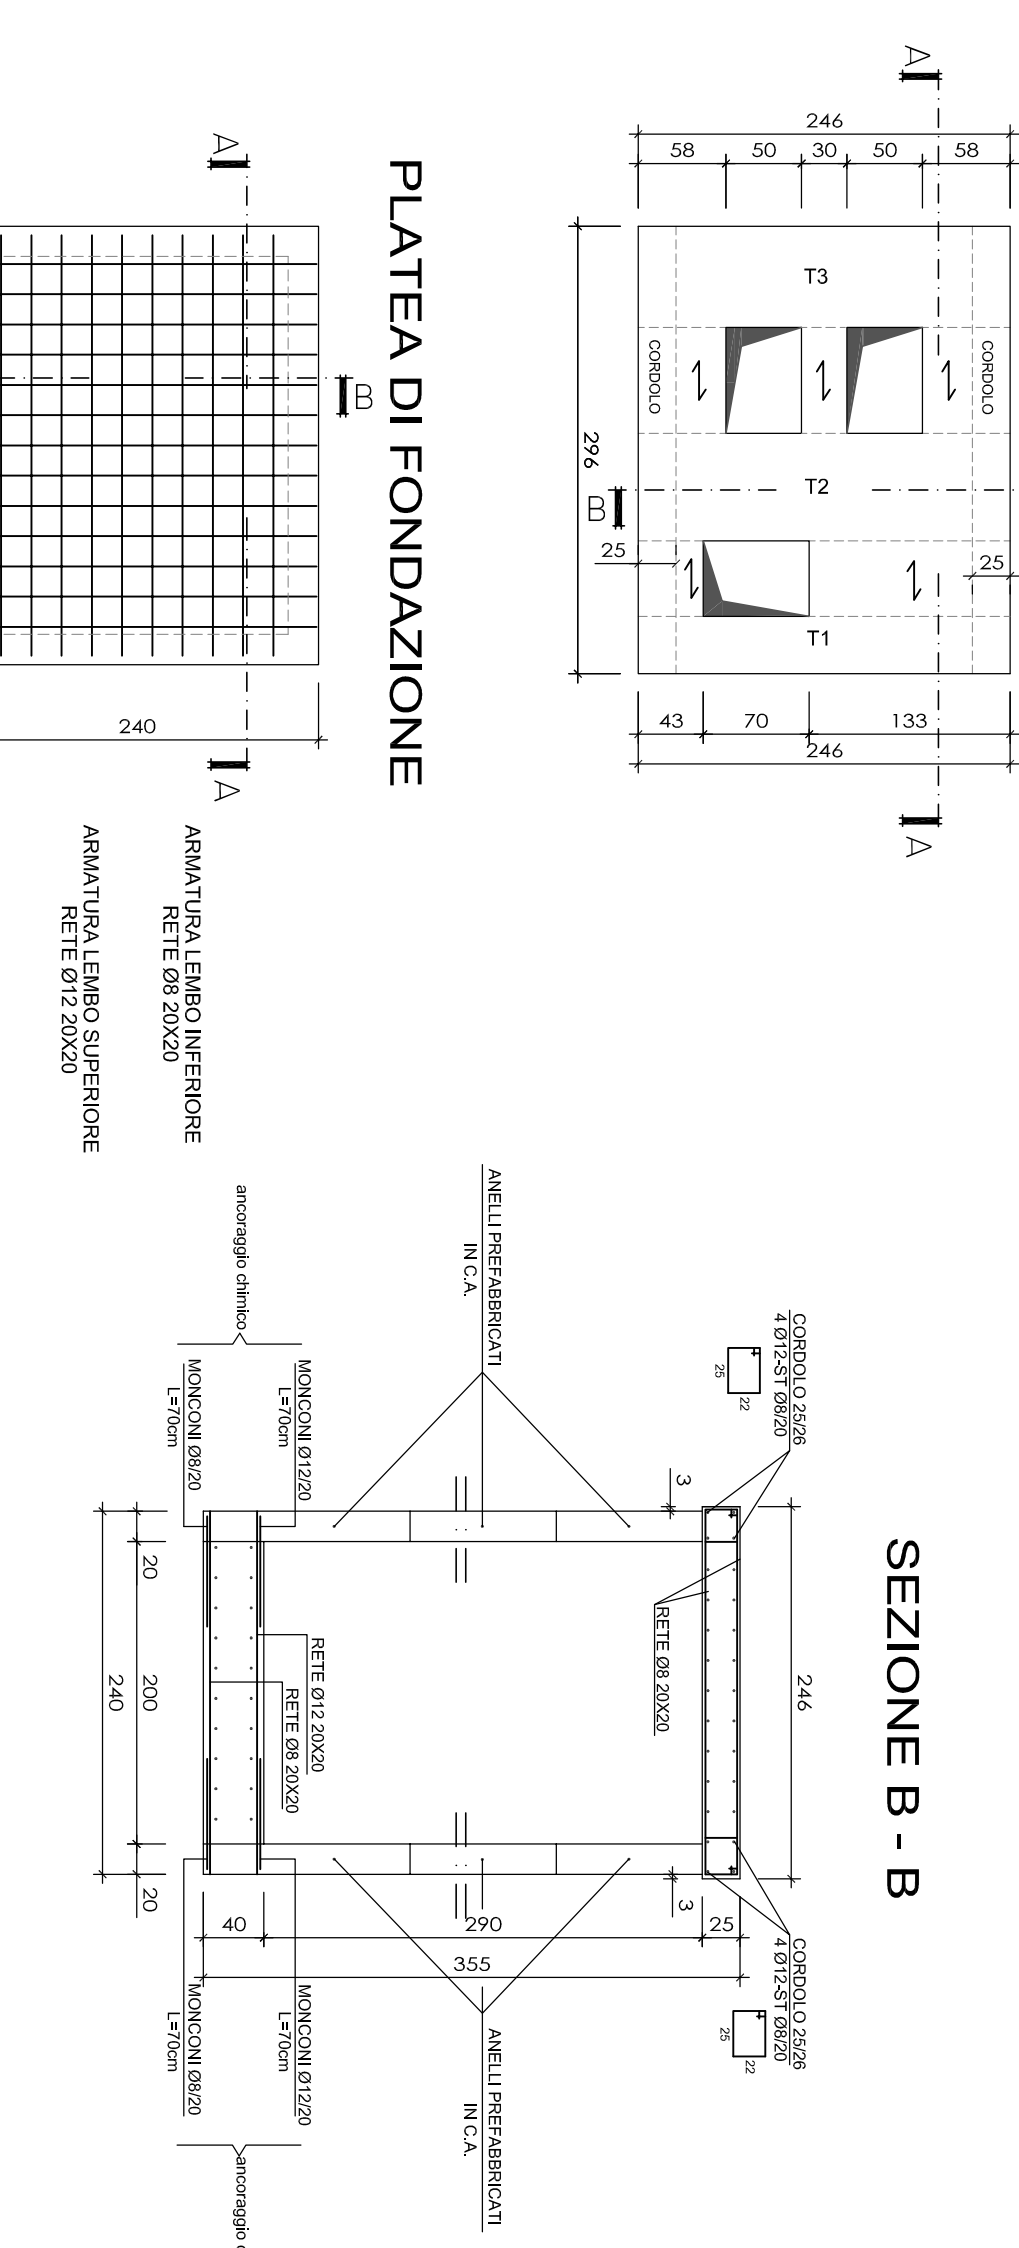 A
246
58
50
30
50
58
T3
CORDOLO
CORDOLO
296
T2
B
25
25
T1
43
70
133
246
A
PLATEA DI FONDAZIONE
A
B
240
A
ARMATURA LEMBO INFERIORE
RETE Ø8 20X20
ARMATURA LEMBO SUPERIORE
RETE Ø12 20X20
SEZIONE B - B
CORDOLO 25/26
4 Ø12-ST Ø8/20
22
25
246
CORDOLO 25/26
4 Ø12-ST Ø8/20
22
25
3
RETE Ø8 20X20
3
ANELLI PREFABBRICATI
IN C.A.
ANELLI PREFABBRICATI
IN C.A.
25
290
40
355
RETE Ø12 20X20
RETE Ø8 20X20
MONCONI Ø12/20
L=70cm
MONCONI Ø8/20
L=70cm
ancoraggio chimico
MONCONI Ø12/20
L=70cm
MONCONI Ø8/20
L=70cm
ancoraggio
20
200
20
240